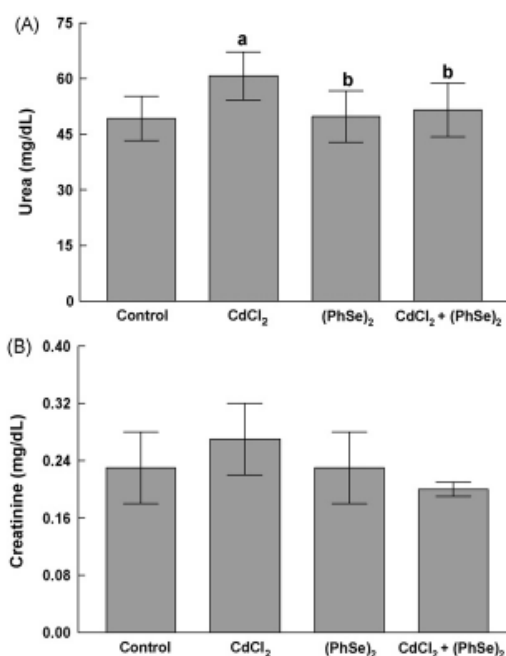 (A)
75
60
45
30
15
0
Urea (mg/dL)
a
b
b
Control
CdCl₂
(PhSe)₂
CdCl₂ + (PhSe)₂
(B)
0.40
0.32
0.24
0.16
0.08
0.00
Creatinine (mg/dL)
Control
CdCl₂
(PhSe)₂
CdCl₂ + (PhSe)₂